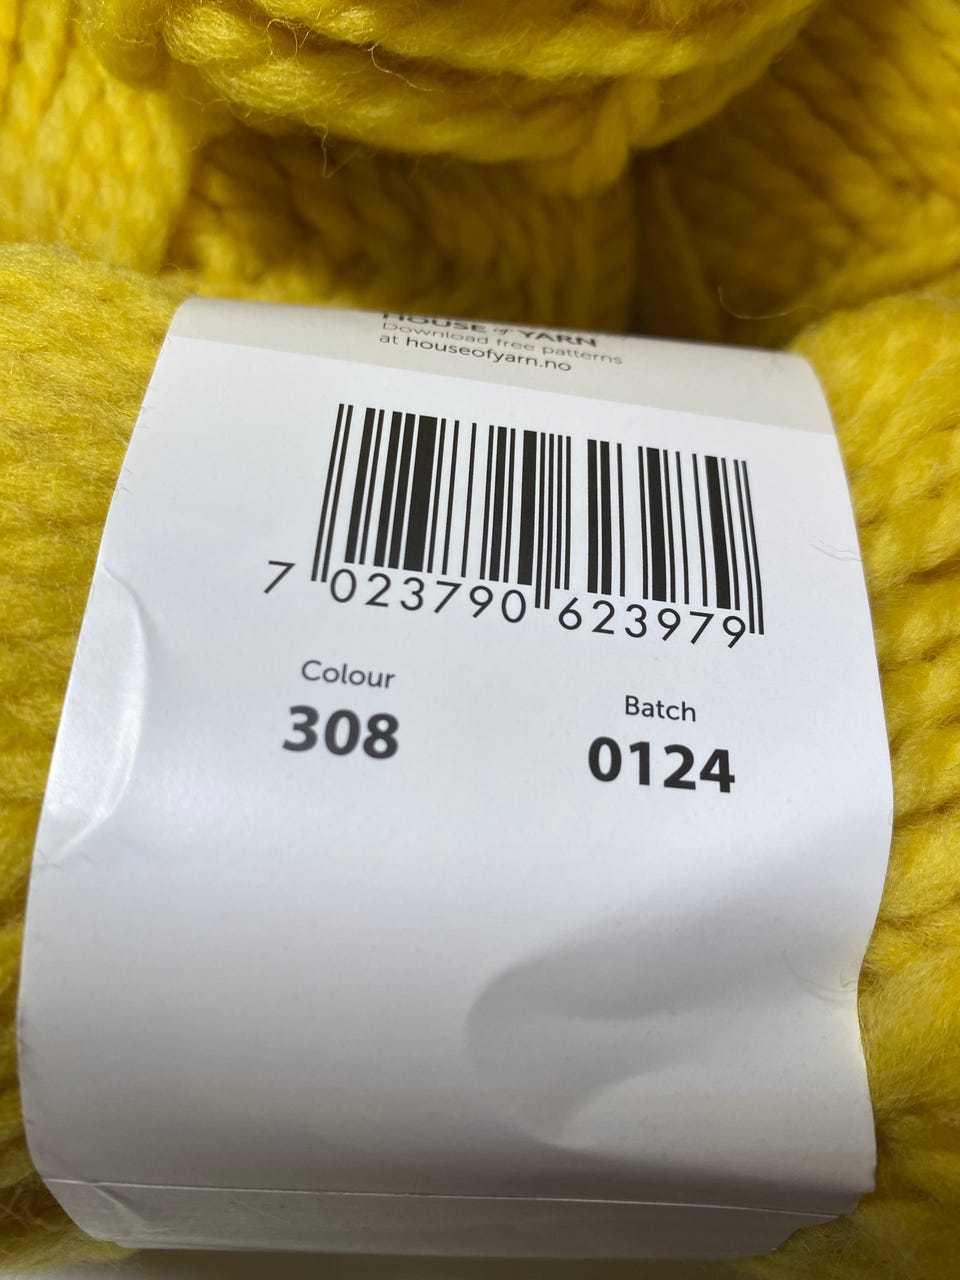 HOUSE of YARN
Download free patterns
at houseofyarn.no
7 023790 623979
Colour
308
Batch
0124